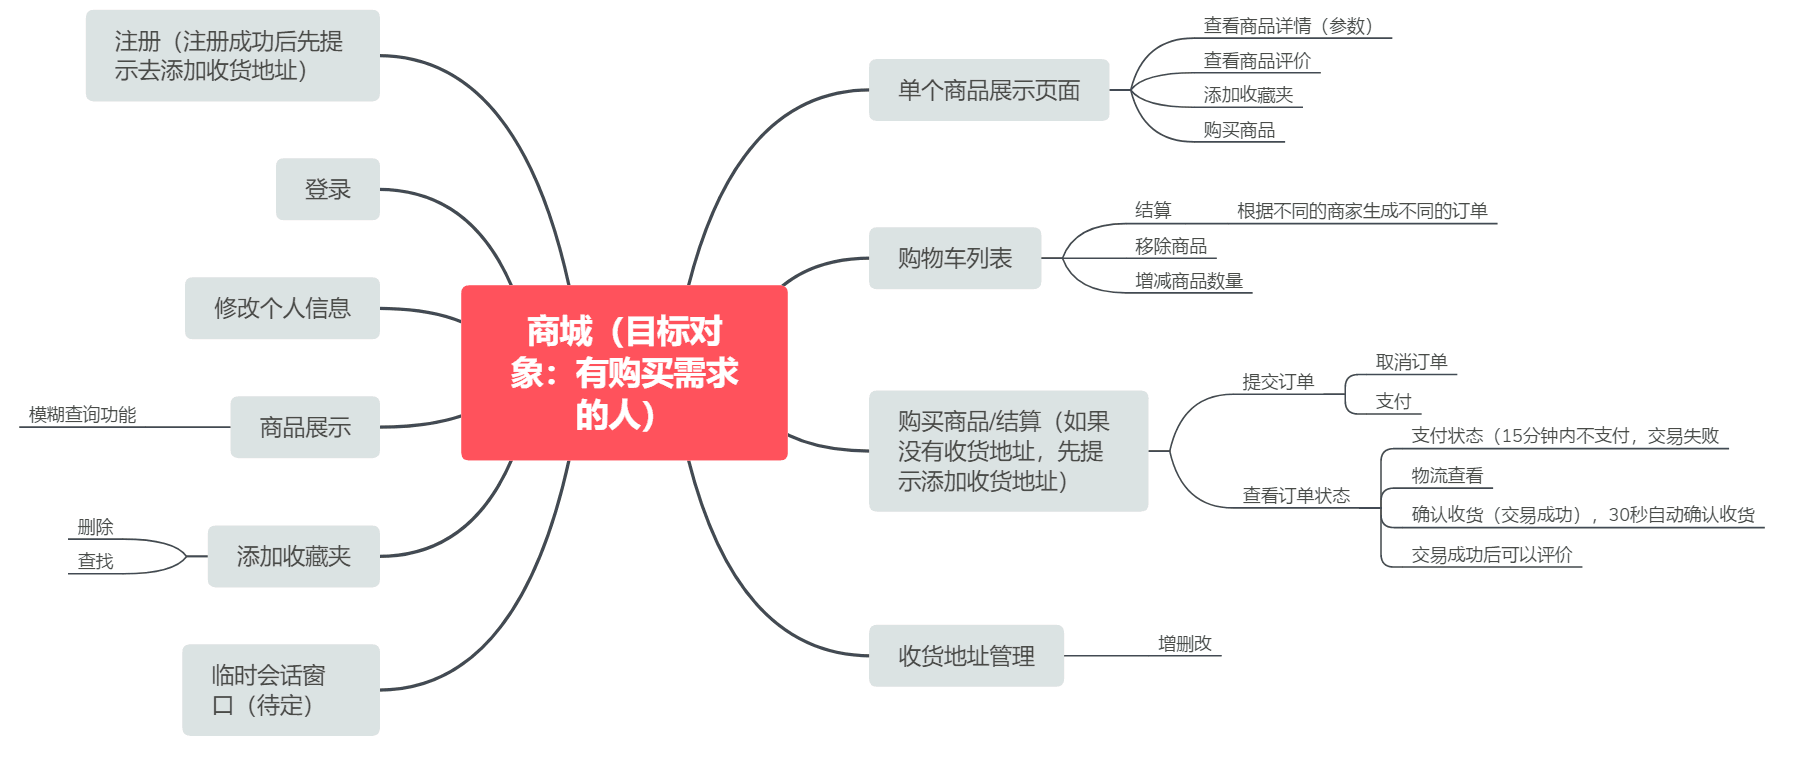 商城（目标对
象：有购买需求
的人）
单个商品展示页面
查看商品详情（参数）
查看商品评价
添加收藏夹
购买商品
购物车列表
结算
根据不同的商家生成不同的订单
移除商品
增减商品数量
购买商品/结算（如果
没有收货地址，先提
示添加收货地址）
提交订单
取消订单
支付
查看订单状态
支付状态（15分钟内不支付，交易失败
物流查看
确认收货（交易成功），30秒自动确认收货
交易成功后可以评价
收货地址管理
增删改
注册（注册成功后先提
示去添加收货地址）
登录
修改个人信息
商品展示
模糊查询功能
添加收藏夹
删除
查找
临时会话窗
口（待定）